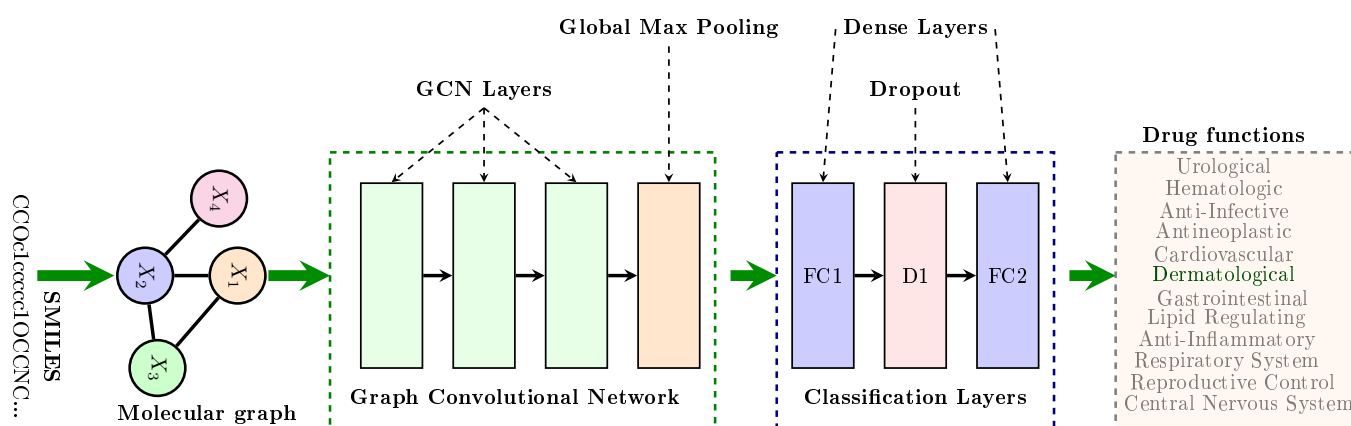 CCOc1ccccc1OCCNC...
SMILES
X4
X2
X1
X3
Molecular graph
GCN Layers
Global Max Pooling
Graph Convolutional Network
Dense Layers
Dropout
FC1
D1
FC2
Classification Layers
Drug functions
Urological
Hematologic
Anti-Infective
Antineoplastic
Cardiovascular
Dermatological
Gastrointestinal
Lipid Regulating
Anti-Inflammatory
Respiratory System
Reproductive Control
Central Nervous System